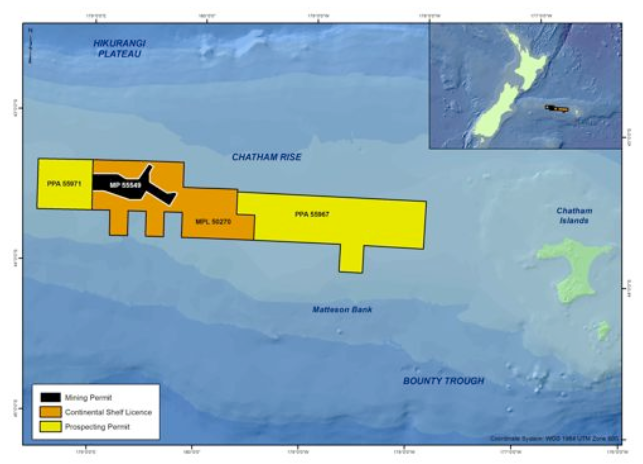 N
HIKURANGI
PLATEAU
CHATHAM RISE
PPA 55971
MP 55549
MPL 50270
PPA 55967
Chatham
Islands
Matteson Bank
BOUNTY TROUGH
Mining Permit
Continental Shelf Licence
Prospecting Permit
Coordinate System: WGS 1984 UTM Zone